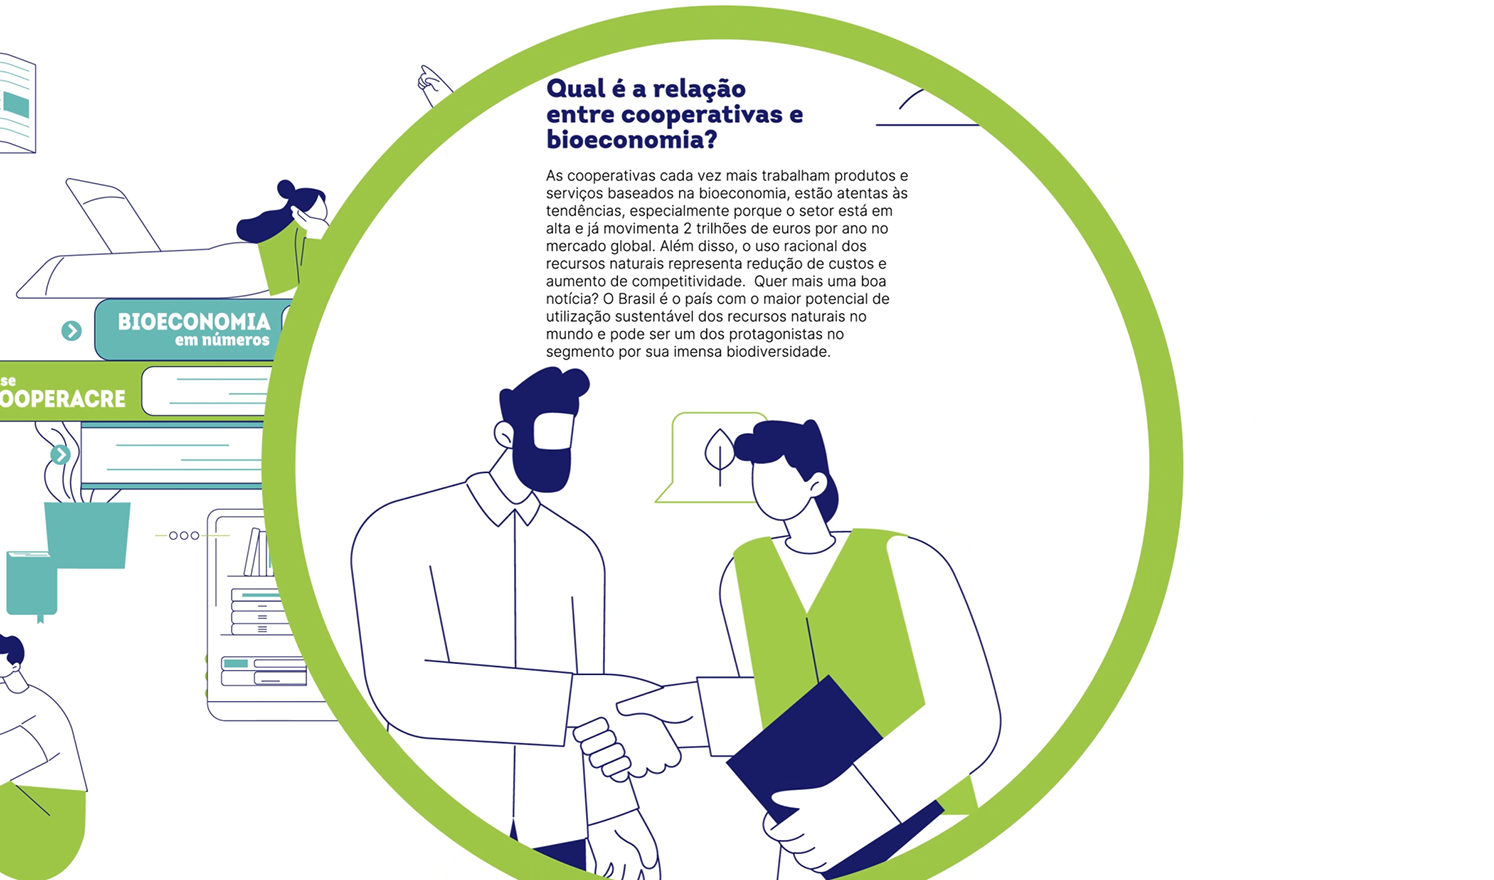 Qual é a relação
entre cooperativas e
bioeconomia?
As cooperativas cada vez mais trabalham produtos e
serviços baseados na bioeconomia, estão atentas às
tendências, especialmente porque o setor está em
alta e já movimenta 2 trilhões de euros por ano no
mercado global. Além disso, o uso racional dos
recursos naturais representa redução de custos e
aumento de competitividade.  Quer mais uma boa
notícia? O Brasil é o país com o maior potencial de
utilização sustentável dos recursos naturais no
mundo e pode ser um dos protagonistas no
segmento por sua imensa biodiversidade.
BIOECONOMIA
em números
se
OOPERACRE